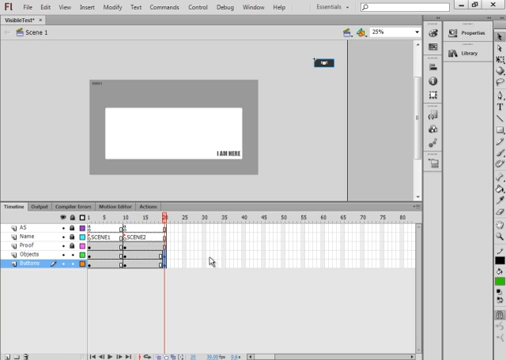 Fl File Edit View Insert Modify Text Commands Control Debug Window Help Essentials
VisibleTest*
Scene 1 25%
Properties
Library
I AM HERE
Timeline Output Compiler Errors Motion Editor Actions
1 5 10 15 20 25 30 35 40 45 50 55 60 65 70 75 80
AS
Name SCENE1 SCENE2
Proof
Objects
Buttons